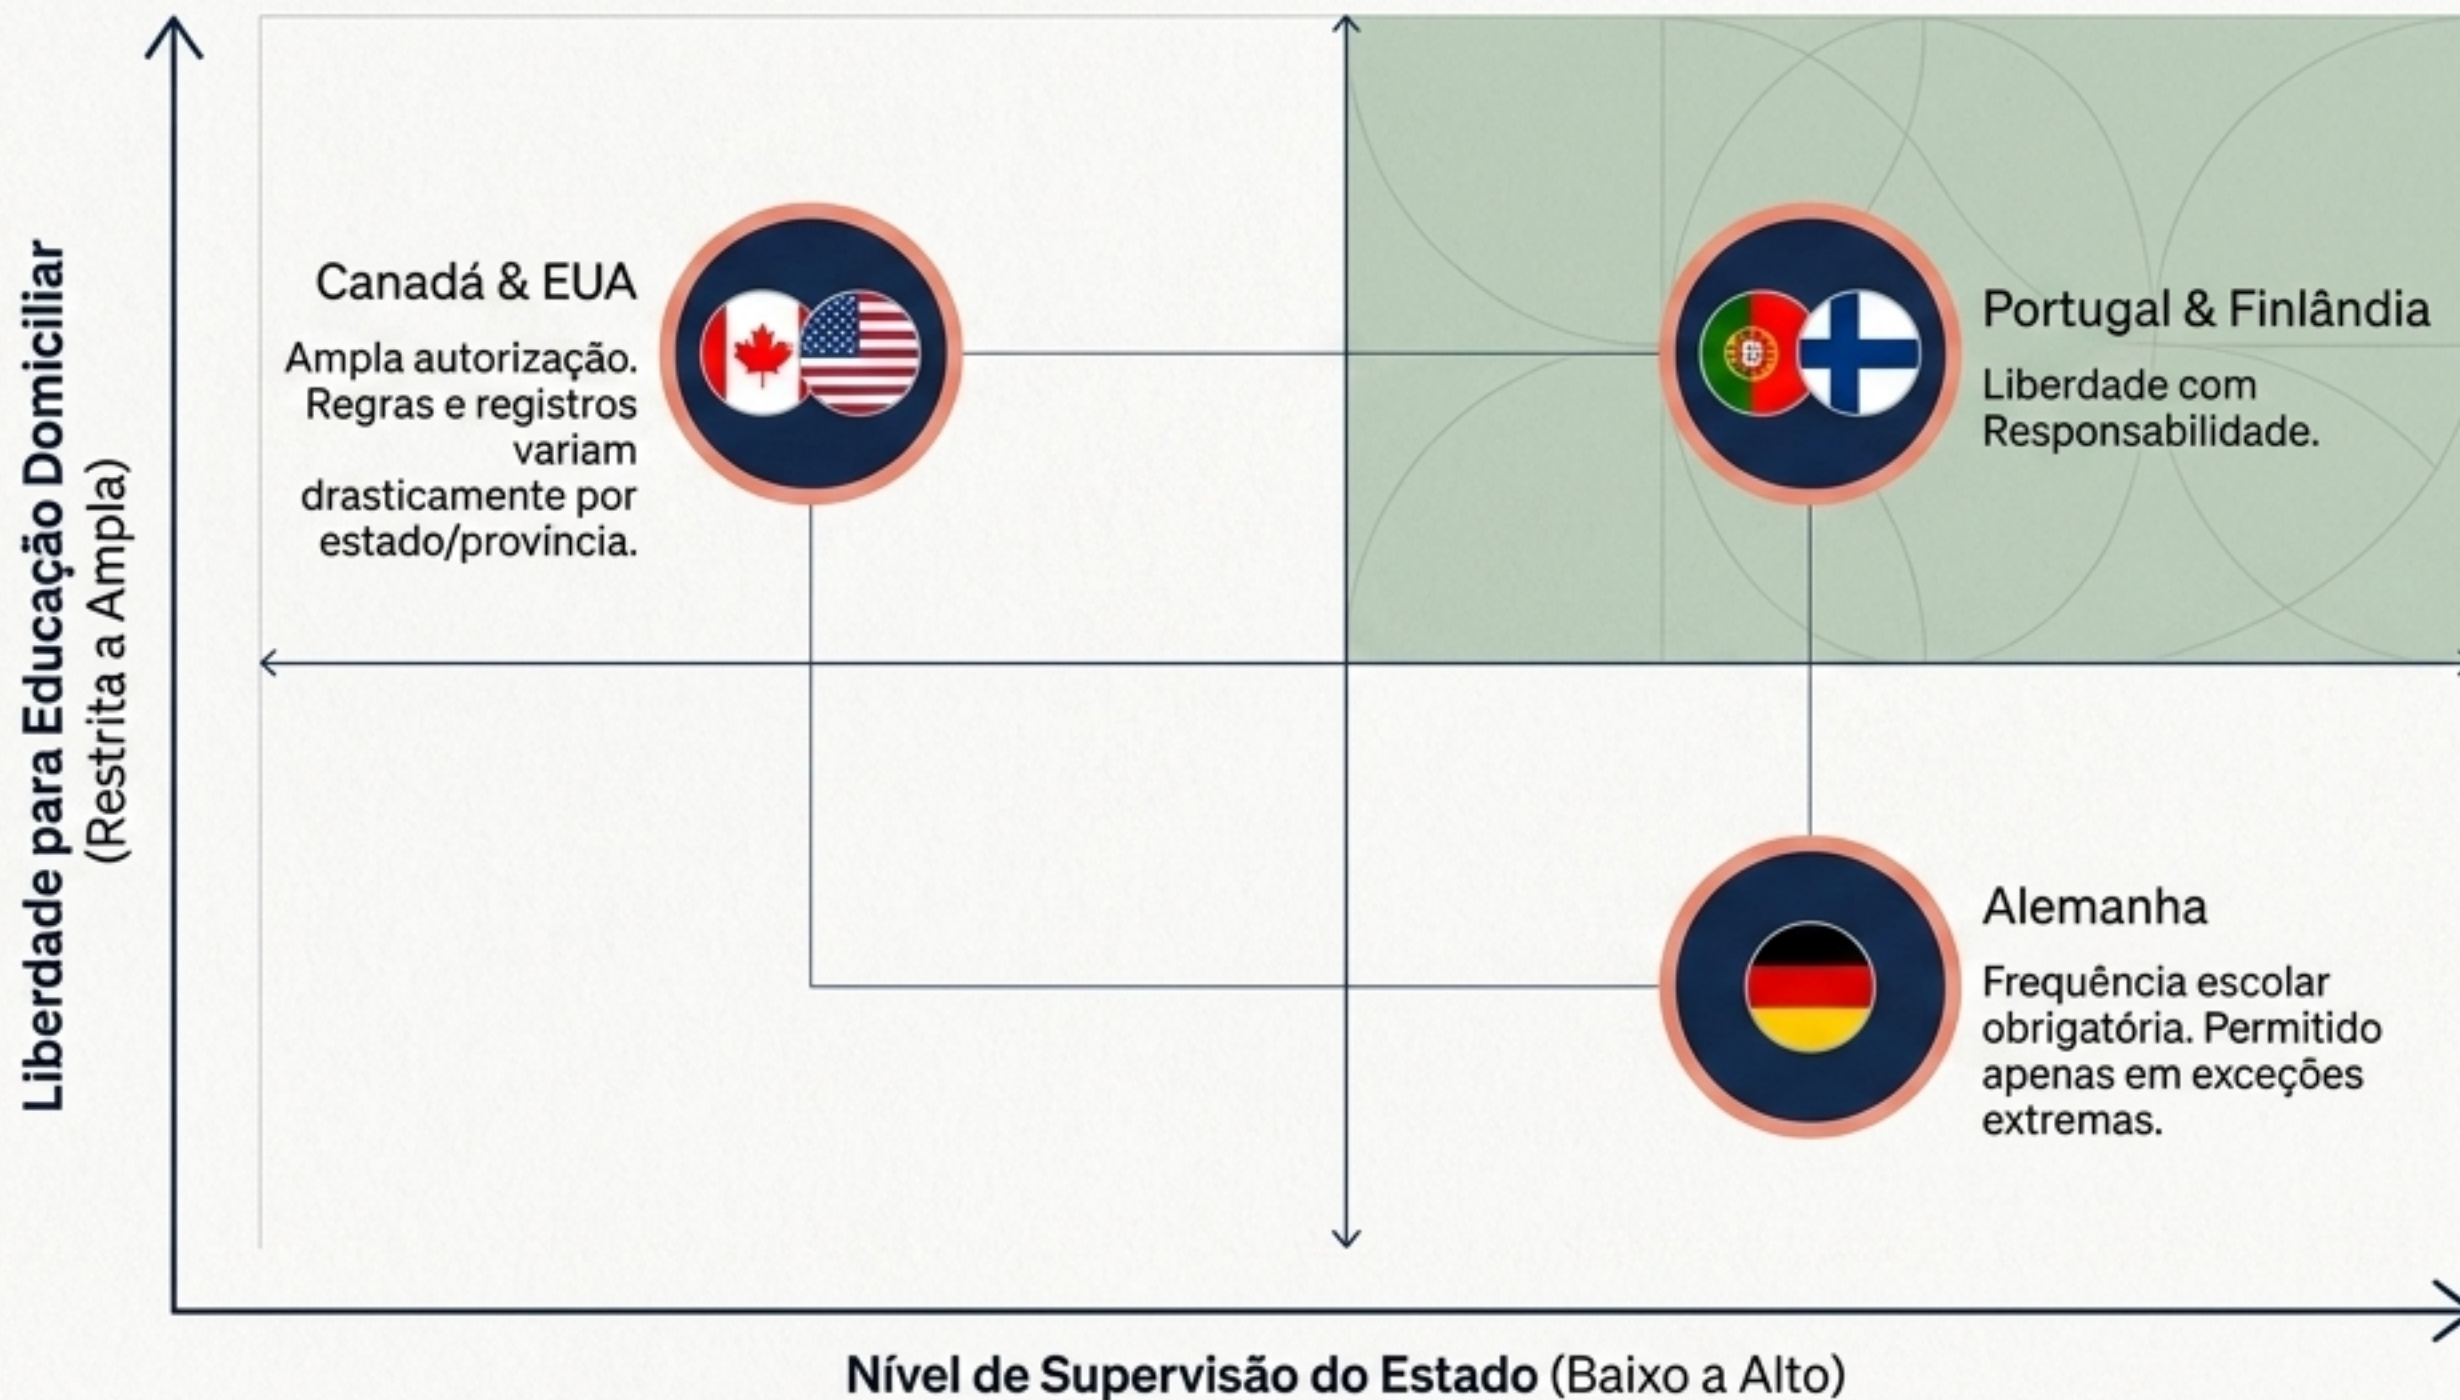 Liberdade para Educação Domiciliar
(Restrita a Ampla)
Canadá & EUA
Ampla autorização.
Regras e registros
variam
drasticamente por
estado/província.
Portugal & Finlândia
Liberdade com
Responsabilidade.
Alemanha
Frequência escolar
obrigatória. Permitido
apenas em exceções
extremas.
Nível de Supervisão do Estado (Baixo a Alto)